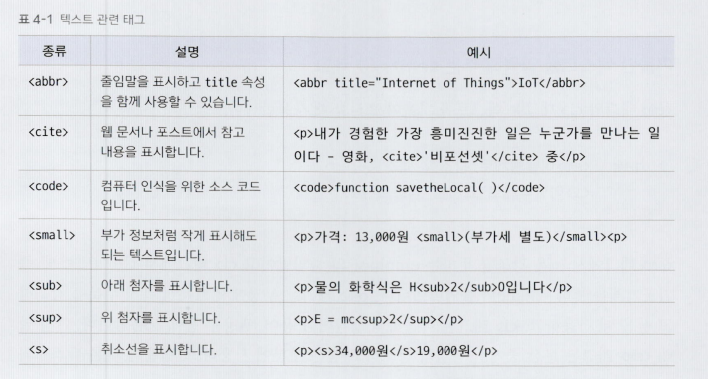 표 4-1 텍스트 관련 태그
종류 설명 예시
<abbr> 줄임말을 표시하고 title 속성 <abbr title="Internet of Things">IoT</abbr>
을 함께 사용할 수 있습니다.
<cite> 웹 문서나 포스트에서 참고 <p>내가 경험한 가장 흥미진진한 일은 누군가를 만나는 일
내용을 표시합니다. 이다 - 영화, <cite>'비포선셋'</cite> 중</p>
<code> 컴퓨터 인식을 위한 소스 코드 <code>function savetheLocal( )</code>
입니다.
<small> 부가 정보처럼 작게 표시해도 <p>가격: 13,000원 <small>(부가세 별도)</small><p>
되는 텍스트입니다.
<sub> 아래 첨자를 표시합니다. <p>물의 화학식은 H<sub>2</sub>O입니다</p>
<sup> 위 첨자를 표시합니다. <p>E = mc<sup>2</sup></p>
<s> 취소선을 표시합니다. <p><s>34,000원</s>19,000원</p>